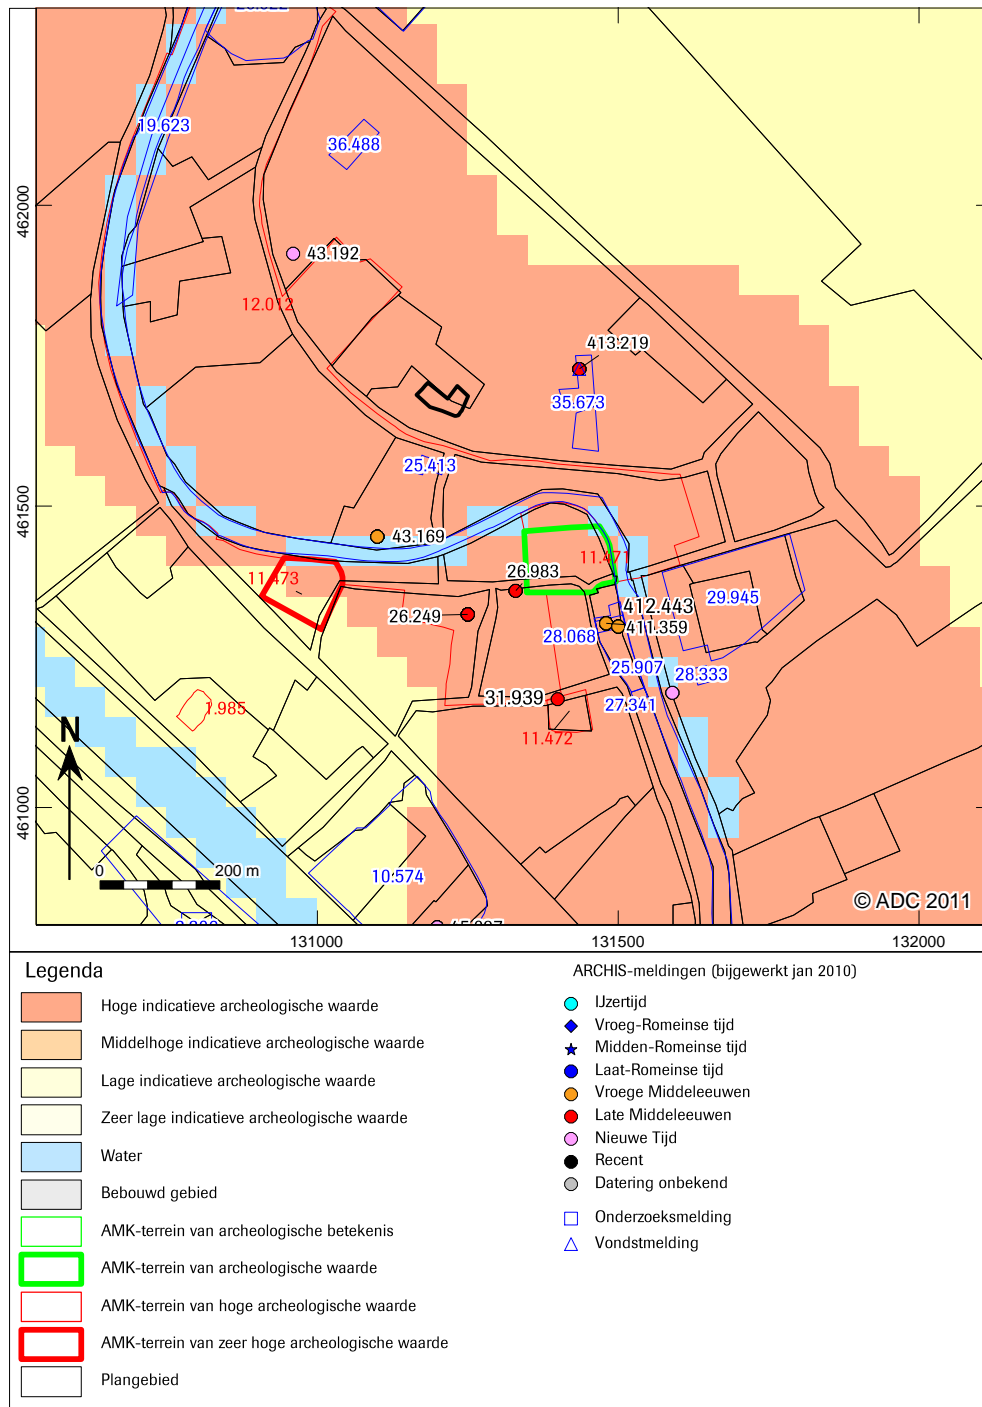 19.623
36.488
462000
43.192
12.012
413.219
35.673
25.413
461500
43.169
11.471
26.983
11.473
412.443
29.945
26.249
411.359
28.068
25.907
28.333
31.939
27.341
1.985
11.472
N
461000
0 200 m
10.574
© ADC 2011
131000 131500 132000
Legenda
Hoge indicatieve archeologische waarde
Middelhoge indicatieve archeologische waarde
Lage indicatieve archeologische waarde
Zeer lage indicatieve archeologische waarde
Water
Bebouwd gebied
AMK-terrein van archeologische betekenis
AMK-terrein van archeologische waarde
AMK-terrein van hoge archeologische waarde
AMK-terrein van zeer hoge archeologische waarde
Plangebied
ARCHIS-meldingen (bijgewerkt jan 2010)
IJzertijd
Vroeg-Romeinse tijd
Midden-Romeinse tijd
Laat-Romeinse tijd
Vroege Middeleeuwen
Late Middeleeuwen
Nieuwe Tijd
Recent
Datering onbekend
Onderzoeksmelding
Vondstmelding